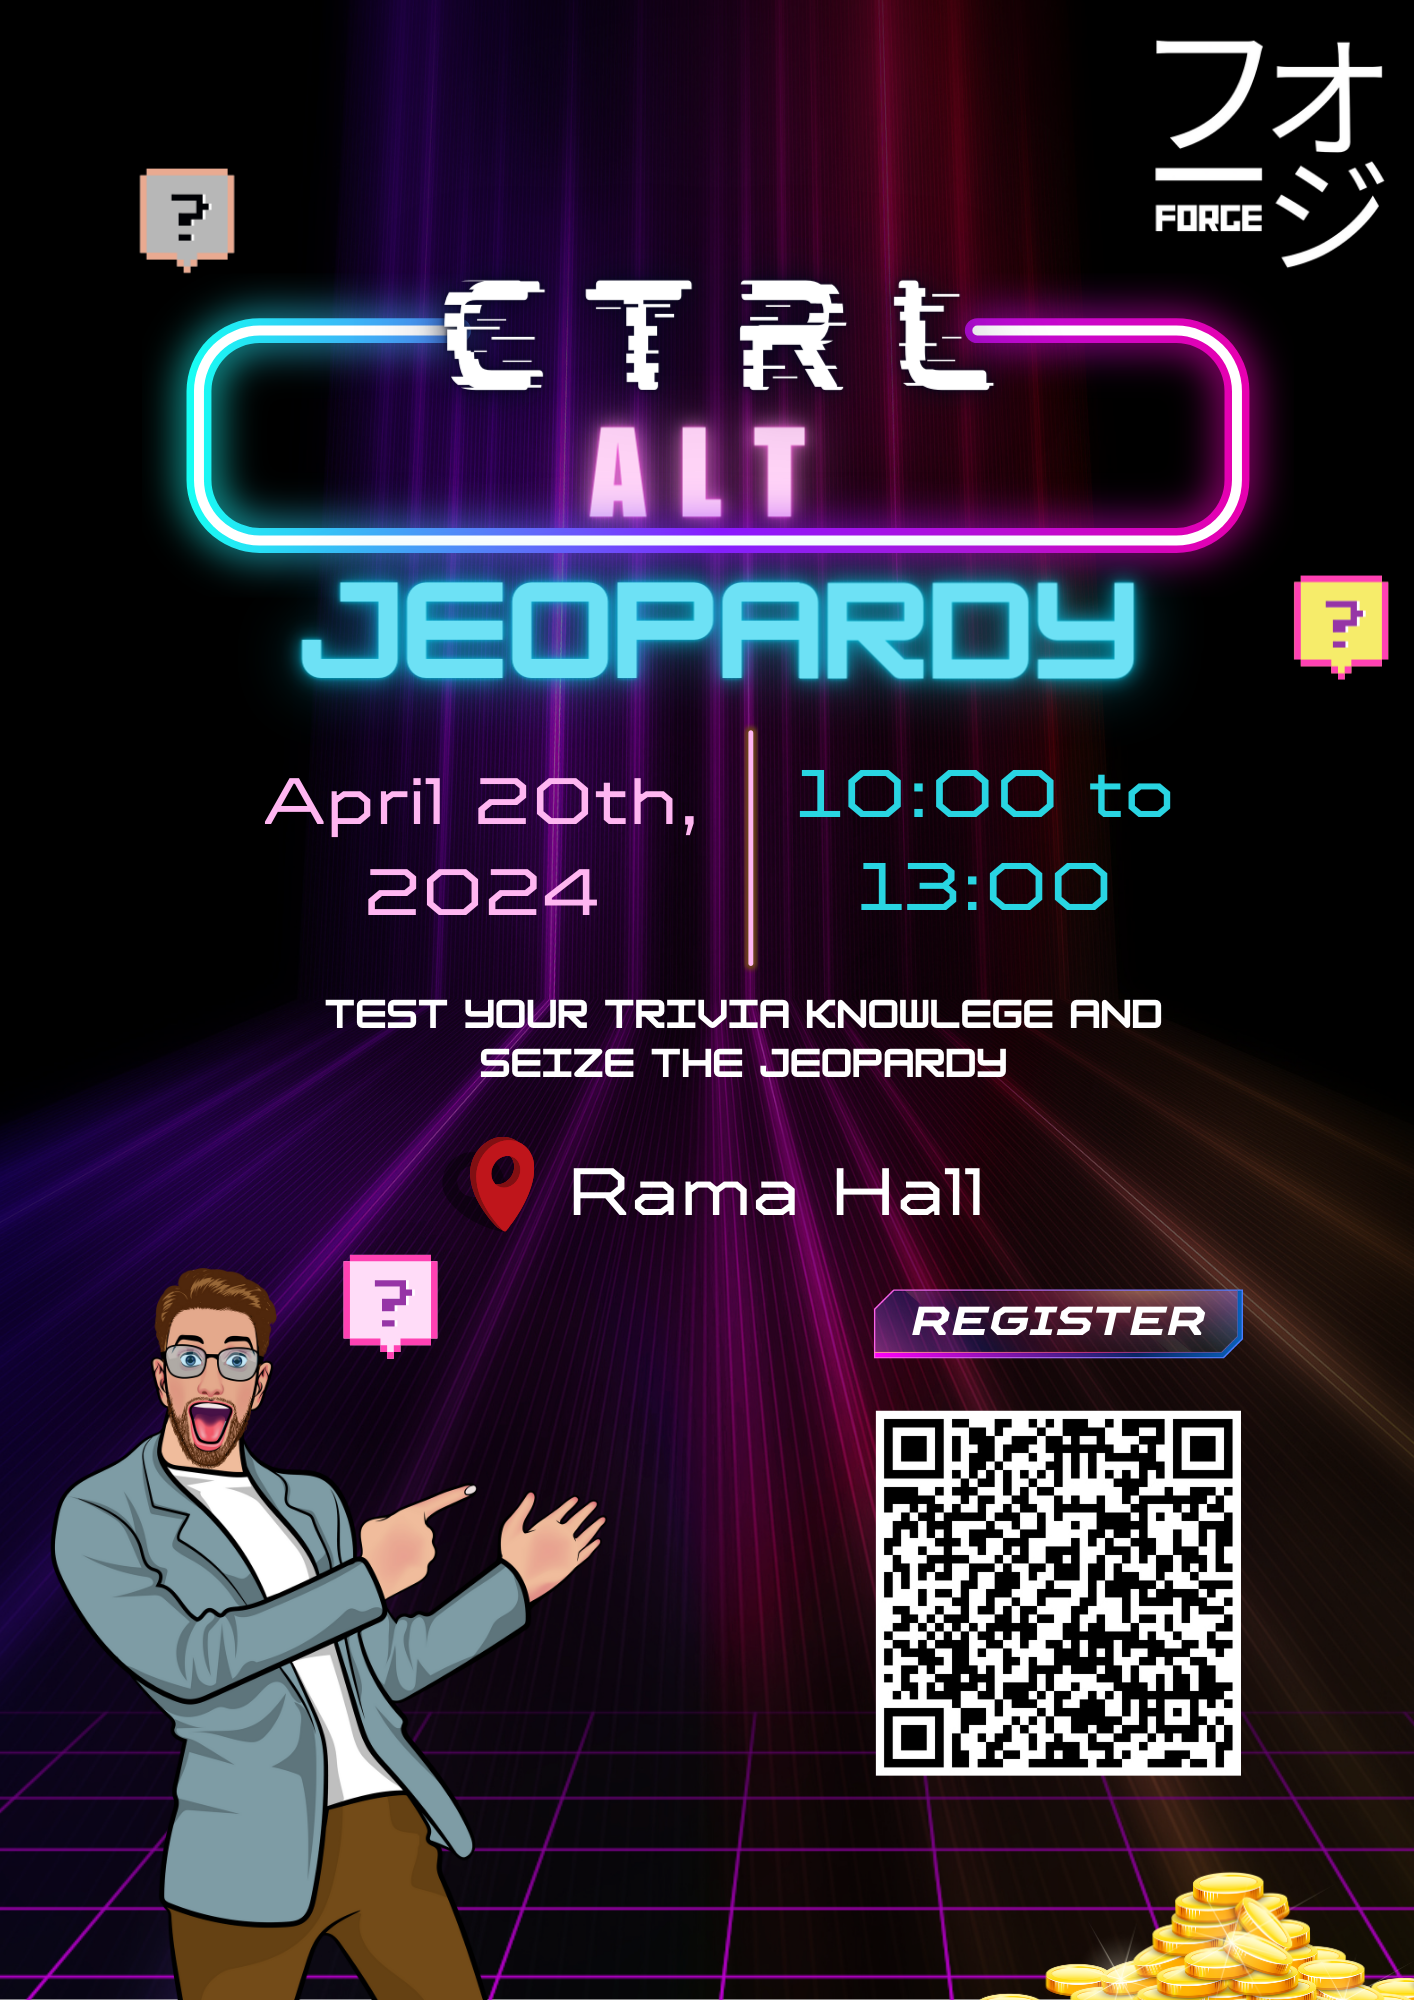 フォ
ージ
FORGE
?
CTRL
ALT
JEOPARDY
?
April 20th,
2024
10:00 to
13:00
TEST YOUR TRIVIA KNOWLEGE AND
SEIZE THE JEOPARDY
Rama Hall
?
REGISTER